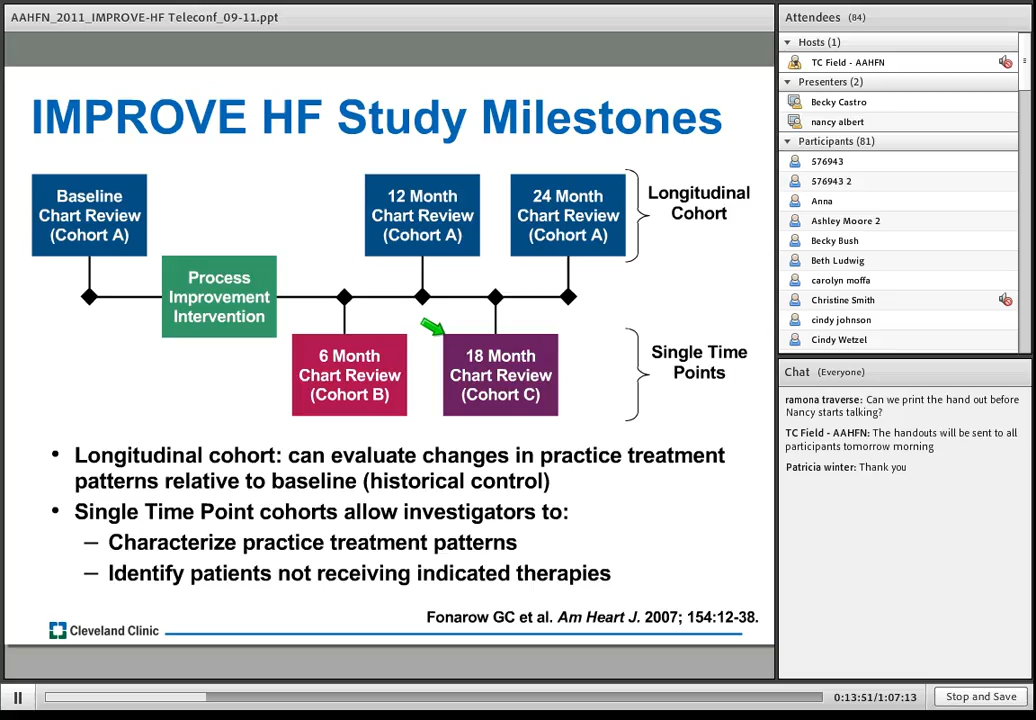 AAHFN_2011_IMPROVE-HF Teleconf_09-11.ppt
IMPROVE HF Study Milestones
Baseline
Chart Review
(Cohort A)
12 Month
Chart Review
(Cohort A)
24 Month
Chart Review
(Cohort A)
Longitudinal
Cohort
Process
Improvement
Intervention
6 Month
Chart Review
(Cohort B)
18 Month
Chart Review
(Cohort C)
Single Time
Points
• Longitudinal cohort: can evaluate changes in practice treatment
patterns relative to baseline (historical control)
• Single Time Point cohorts allow investigators to:
– Characterize practice treatment patterns
– Identify patients not receiving indicated therapies
Fonarow GC et al. Am Heart J. 2007; 154:12-38.
Cleveland Clinic
Attendees (84)
Hosts (1)
TC Field - AAHFN
Presenters (2)
Becky Castro
nancy albert
Participants (81)
576943
576943 2
Anna
Ashley Moore 2
Becky Bush
Beth Ludwig
carolyn moffa
Christine Smith
cindy johnson
Cindy Wetzel
Chat (Everyone)
ramona traverse: Can we print the hand out before
Nancy starts talking?
TC Field - AAHFN: The handouts will be sent to all
participants tomorrow morning
Patricia winter: Thank you
0:13:51/1:07:13
Stop and Save